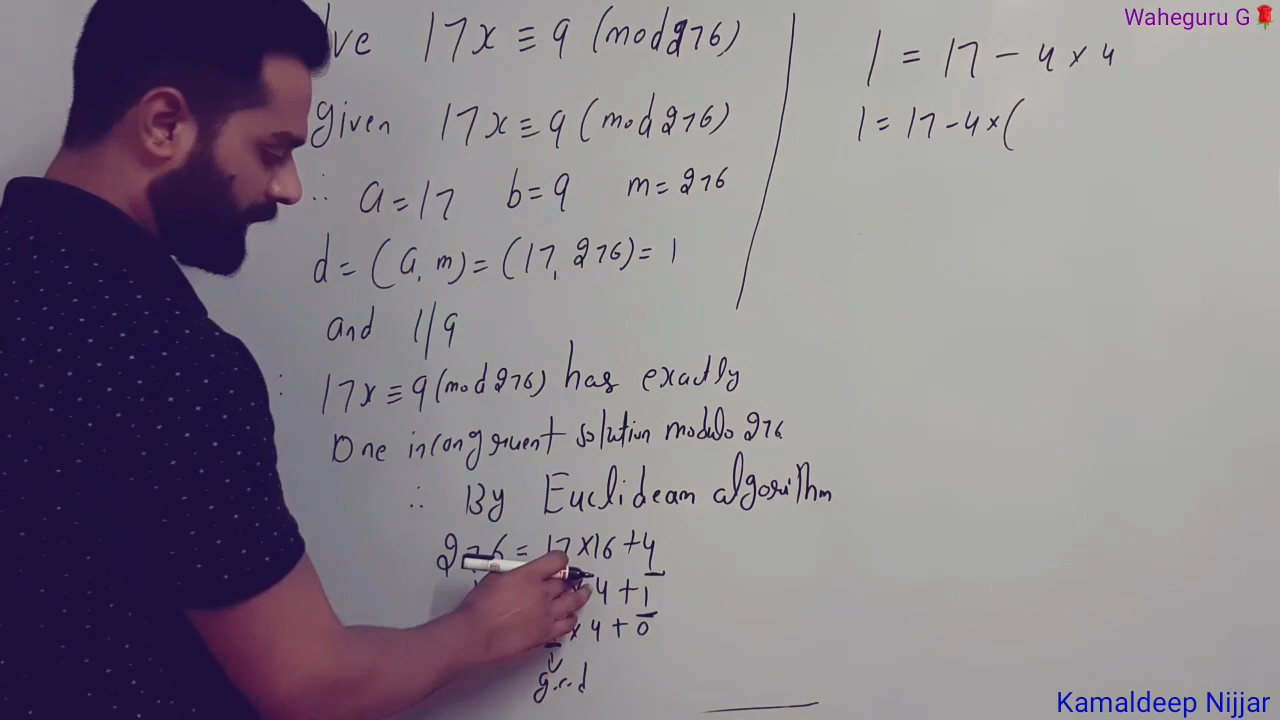 17x ≡ 9 (mod 276)
given 17x ≡ 9 (mod 276)
∴ a = 17 b = 9 m = 276
d = (a, m) = (17, 276) = 1
and 1/9
∴ 17x ≡ 9 (mod 276) has exactly
One incongruent solution modulo 276
∴ By Euclidean algorithm
276 = 17 × 16 + 4
× 4 + 1
× 4 + 0
g.c.d
1 = 17 - 4 × 4
1 = 17 - 4 × (
Waheguru G🌹
Kamaldeep Nijjar